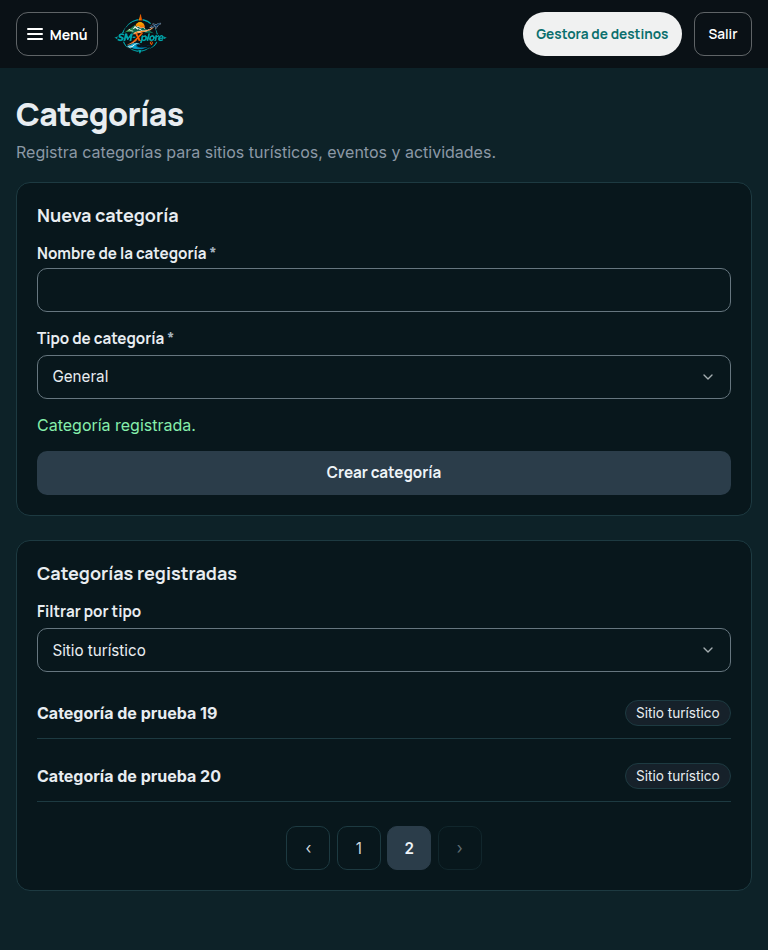 Menú
SM-Xplore
Gestora de destinos
Salir
Categorías
Registra categorías para sitios turísticos, eventos y actividades.
Nueva categoría
Nombre de la categoría *
Tipo de categoría *
General
Categoría registrada.
Crear categoría
Categorías registradas
Filtrar por tipo
Sitio turístico
Categoría de prueba 19
Sitio turístico
Categoría de prueba 20
Sitio turístico
‹ 1 2 ›